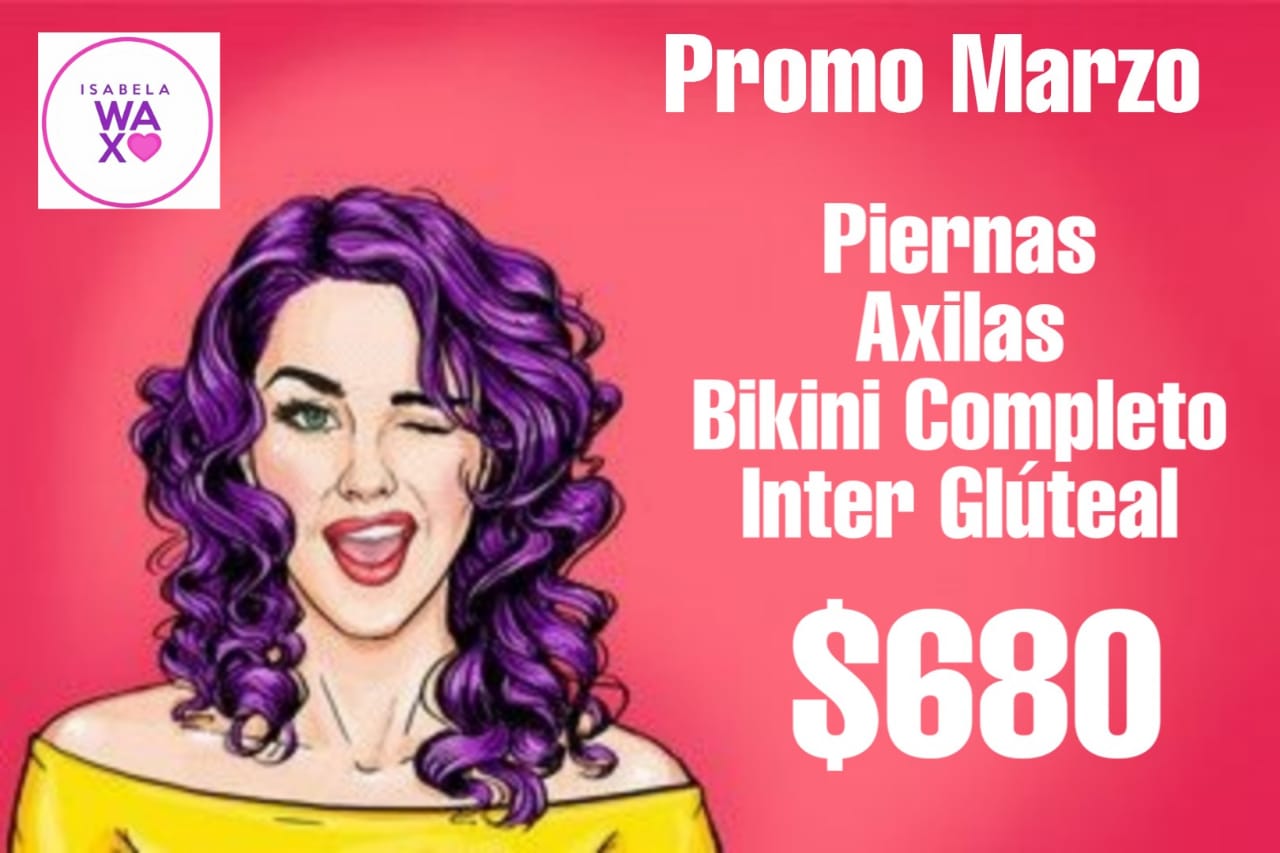 ISABELA
WA
X
Promo Marzo
Piernas
Axilas
Bikini Completo
Inter Glúteal
$680